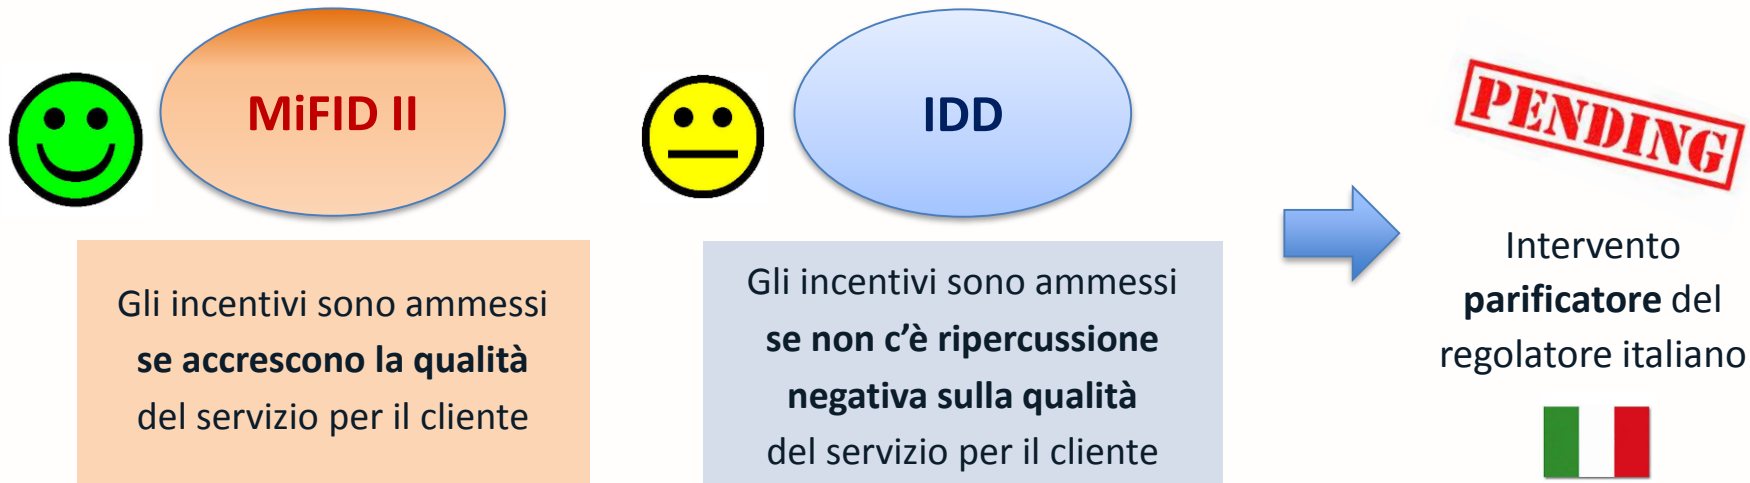 MiFID II
Gli incentivi sono ammessi
se accrescono la qualità
del servizio per il cliente
IDD
Gli incentivi sono ammessi
se non c’è ripercussione
negativa sulla qualità
del servizio per il cliente
PENDING
Intervento
parificatore del
regolatore italiano